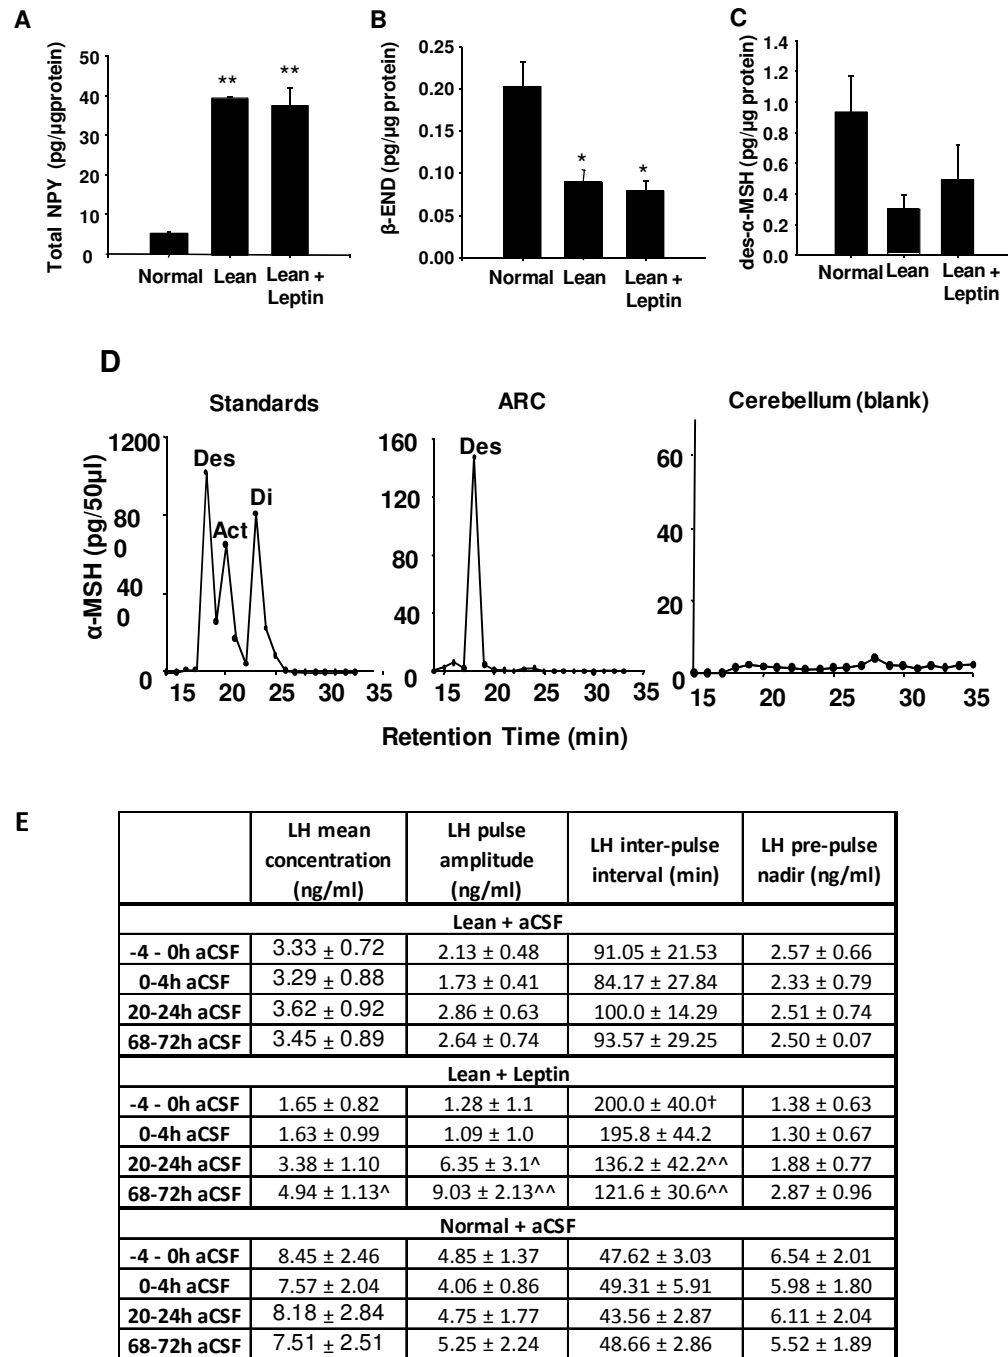 A
Total NPY (pg/µgprotein)
50
40
30
20
10
0
**
**
Normal Lean Lean +
Leptin
B
β-END (pg/µg protein)
0.25
0.20
0.15
0.10
0.05
0.00
*
*
Normal Lean Lean +
Leptin
C
des-α-MSH (pg/µg protein)
1.4
1.2
1.0
0.8
0.6
0.4
0.2
0.0
Normal Lean Lean +
Leptin
D
Standards
α-MSH (pg/50µl)
1200
80
0
40
0
0
Des
Act
Di
15 20 25 30 35
ARC
160
120
80
40
0
Des
15 20 25 30 35
Cerebellum (blank)
60
40
20
0
15 20 25 30 35
Retention Time (min)
E
LH mean
concentration
(ng/ml)
LH pulse
amplitude
(ng/ml)
LH inter-pulse
interval (min)
LH pre-pulse
nadir (ng/ml)
Lean + aCSF
-4 - 0h aCSF 3.33 ± 0.72 2.13 ± 0.48 91.05 ± 21.53 2.57 ± 0.66
0-4h aCSF 3.29 ± 0.88 1.73 ± 0.41 84.17 ± 27.84 2.33 ± 0.79
20-24h aCSF 3.62 ± 0.92 2.86 ± 0.63 100.0 ± 14.29 2.51 ± 0.74
68-72h aCSF 3.45 ± 0.89 2.64 ± 0.74 93.57 ± 29.25 2.50 ± 0.07
Lean + Leptin
-4 - 0h aCSF 1.65 ± 0.82 1.28 ± 1.1 200.0 ± 40.0† 1.38 ± 0.63
0-4h aCSF 1.63 ± 0.99 1.09 ± 1.0 195.8 ± 44.2 1.30 ± 0.67
20-24h aCSF 3.38 ± 1.10 6.35 ± 3.1^ 136.2 ± 42.2^^ 1.88 ± 0.77
68-72h aCSF 4.94 ± 1.13^ 9.03 ± 2.13^^ 121.6 ± 30.6^^ 2.87 ± 0.96
Normal + aCSF
-4 - 0h aCSF 8.45 ± 2.46 4.85 ± 1.37 47.62 ± 3.03 6.54 ± 2.01
0-4h aCSF 7.57 ± 2.04 4.06 ± 0.86 49.31 ± 5.91 5.98 ± 1.80
20-24h aCSF 8.18 ± 2.84 4.75 ± 1.77 43.56 ± 2.87 6.11 ± 2.04
68-72h aCSF 7.51 ± 2.51 5.25 ± 2.24 48.66 ± 2.86 5.52 ± 1.89